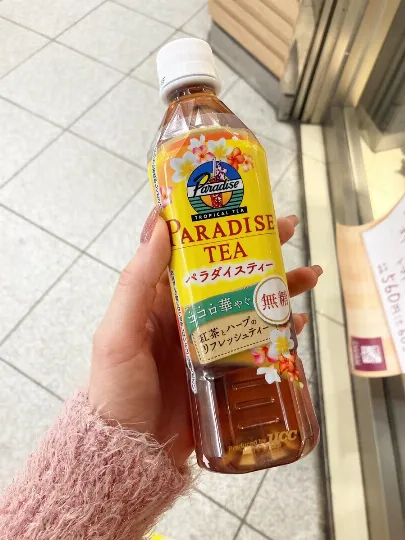 Paradise
TROPICAL TEA
PARADISE
TEA
パラダイスティー
ココロ華やぐ
無糖
紅茶とハーブの
リフレッシュティー
UCC
560